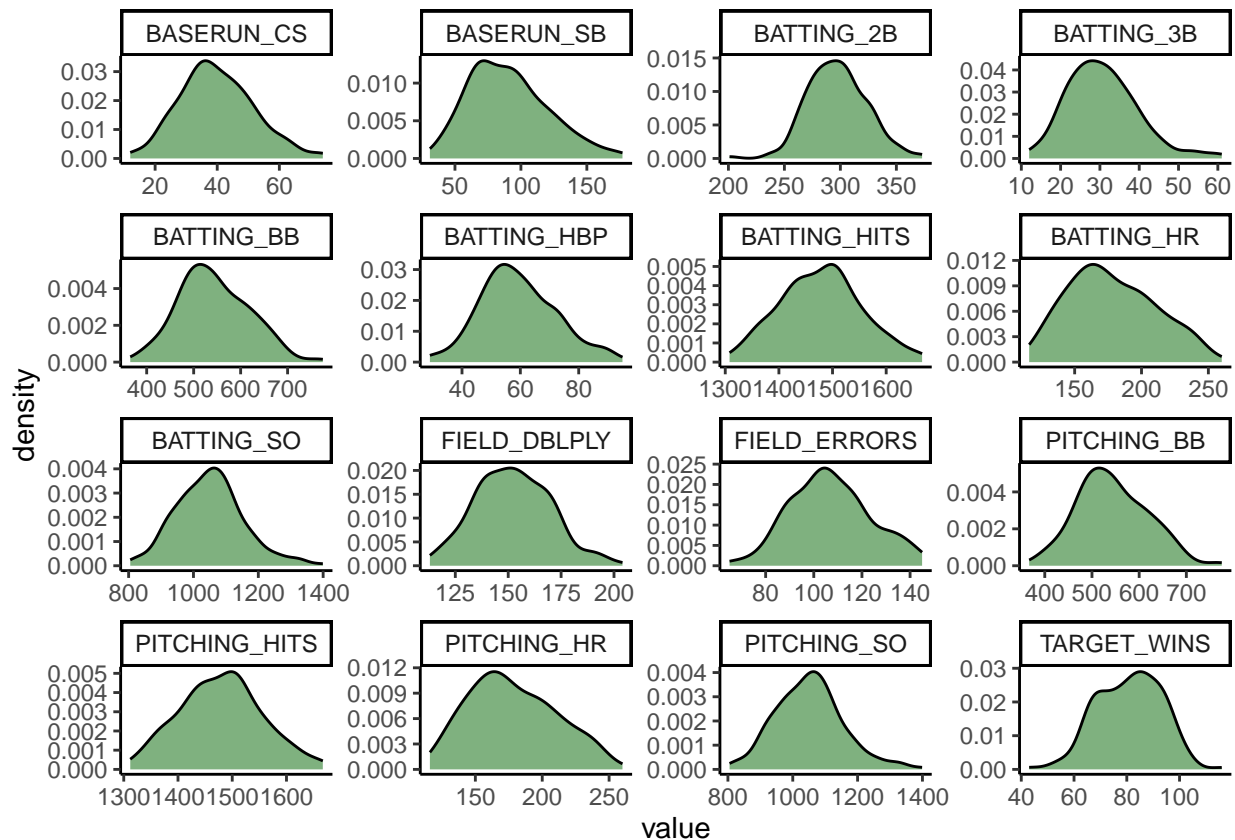 BASERUN_CS BASERUN_SB BATTING_2B BATTING_3B
0.03 0.02 0.01 0.00
0.010 0.005 0.000
0.015 0.010 0.005 0.000
0.04 0.03 0.02 0.01 0.00
20 40 60
50 100 150
200 250 300 350
10 20 30 40 50 60
BATTING_BB BATTING_HBP BATTING_HITS BATTING_HR
0.004 0.002 0.000
0.03 0.02 0.01 0.00
0.005 0.004 0.003 0.002 0.001 0.000
0.012 0.009 0.006 0.003 0.000
400 500 600 700
40 60 80
1300 1400 1500 1600
150 200 250
density
BATTING_SO FIELD_DBLPLY FIELD_ERRORS PITCHING_BB
0.004 0.003 0.002 0.001 0.000
0.020 0.015 0.010 0.005 0.000
0.025 0.020 0.015 0.010 0.005 0.000
0.004 0.002 0.000
800 1000 1200 1400
125 150 175 200
80 100 120 140
400 500 600 700
PITCHING_HITS PITCHING_HR PITCHING_SO TARGET_WINS
0.005 0.004 0.003 0.002 0.001 0.000
0.012 0.009 0.006 0.003 0.000
0.004 0.003 0.002 0.001 0.000
0.03 0.02 0.01 0.00
1300 1400 1500 1600
150 200 250
800 1000 1200 1400
40 60 80 100
value